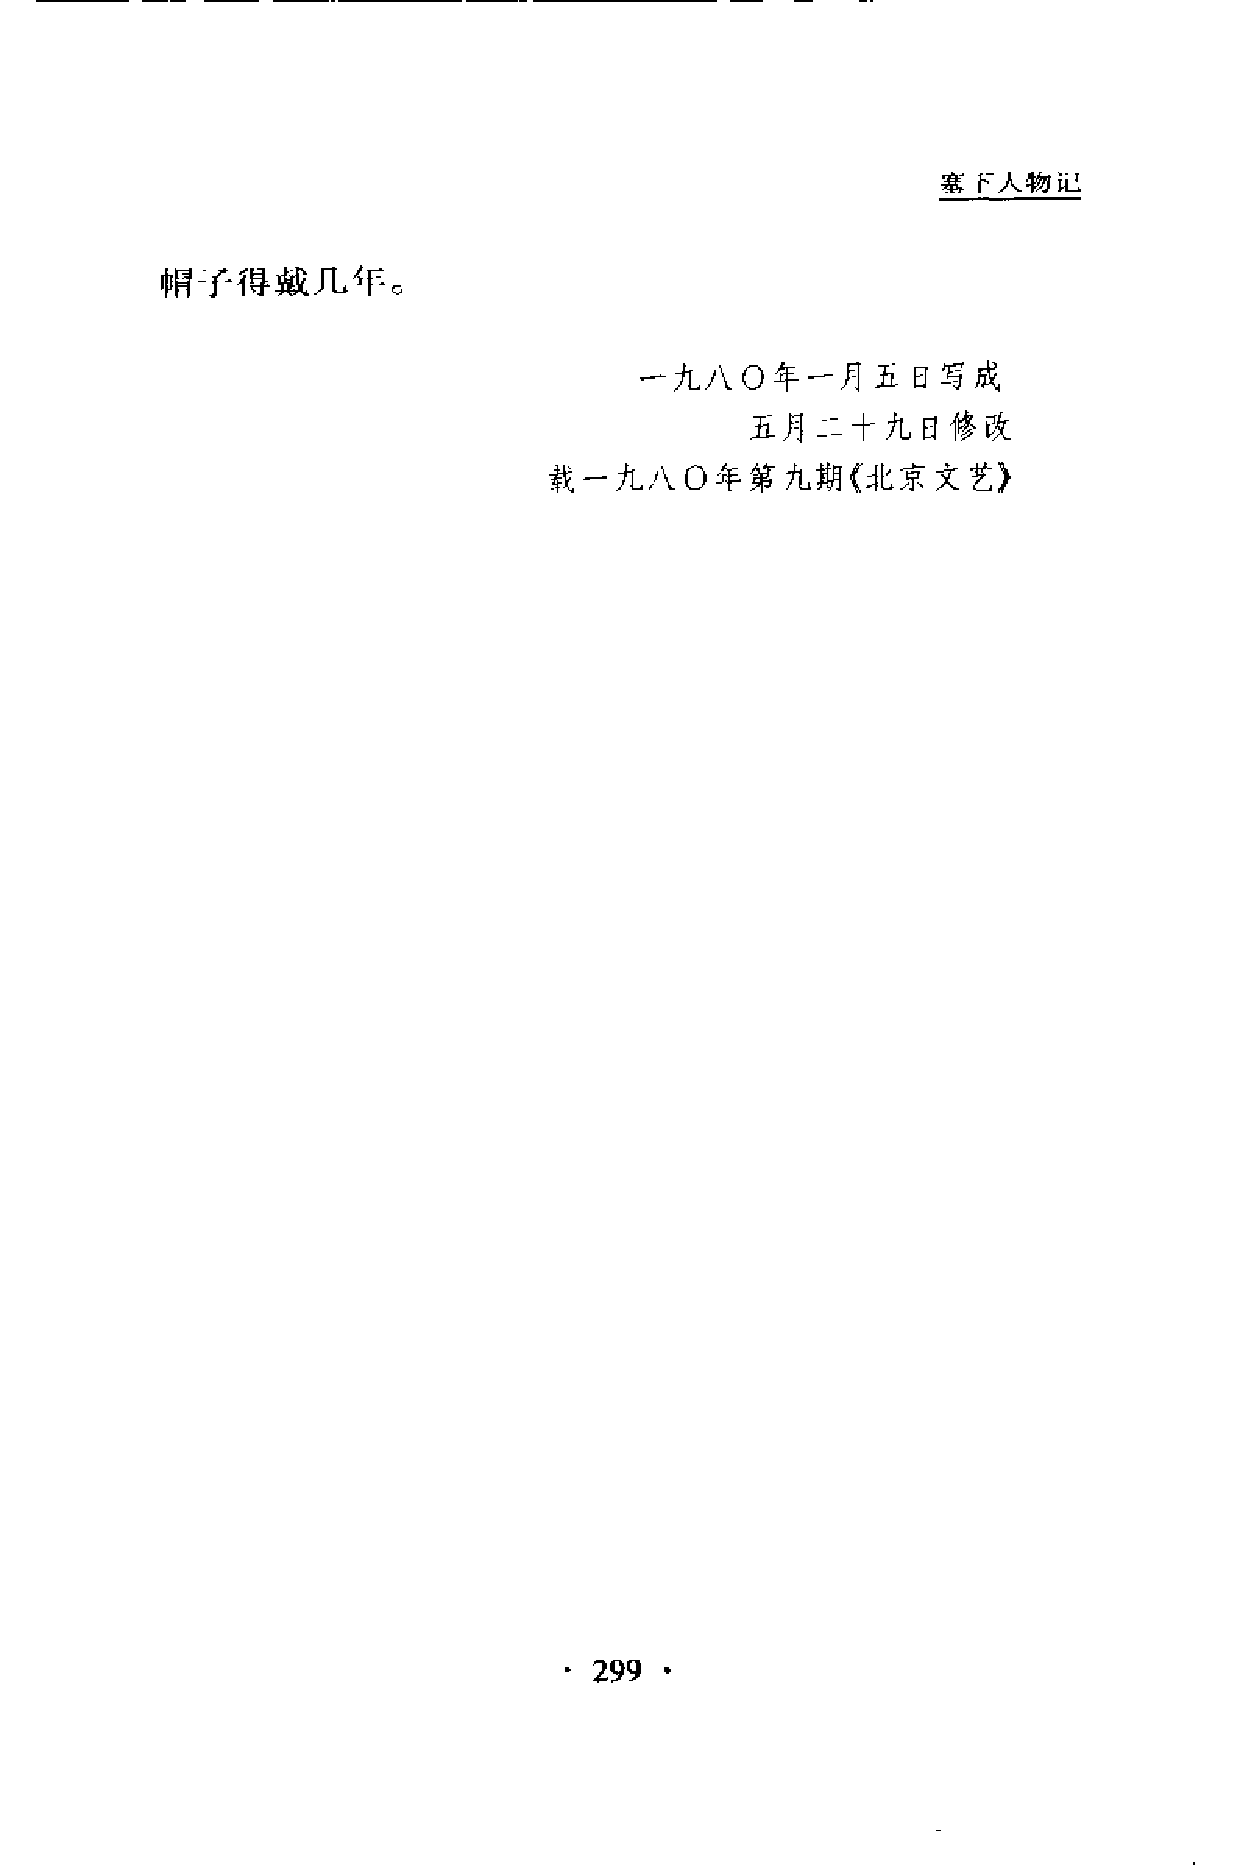 塞下人物记
帽子得戴几年。
一九八〇年一月五日写成
五月二十九日修改
载一九八〇年第九期《北京文艺》
· 299 ·